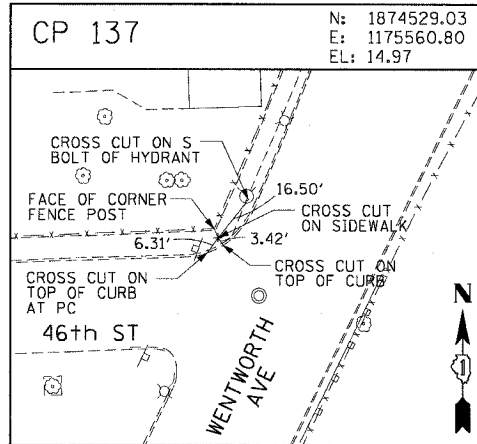 CP 137
N: 1874529.03
E: 1175560.80
EL: 14.97
CROSS CUT ON S
BOLT OF HYDRANT
16.50'
FACE OF CORNER
FENCE POST
CROSS CUT
ON SIDEWALK
6.31'
3.42'
CROSS CUT ON
TOP OF CURB
AT PC
CROSS CUT ON
TOP OF CURB
46th ST
WENTWORTH
AVE
N
1